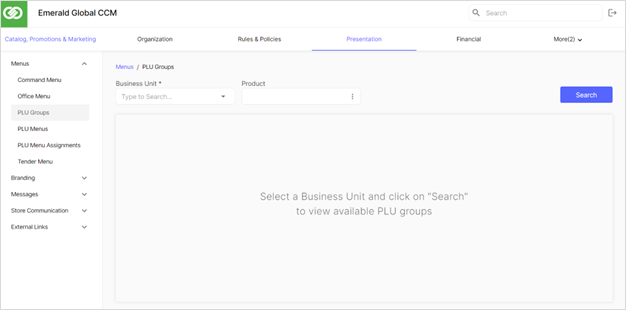 Emerald Global CCM
Search
Catalog, Promotions & Marketing
Organization
Rules & Policies
Presentation
Financial
More(2)
Menus
Command Menu
Office Menu
PLU Groups
PLU Menus
PLU Menu Assignments
Tender Menu
Branding
Messages
Store Communication
External Links
Menus / PLU Groups
Business Unit *
Type to Search...
Product
Search
Select a Business Unit and click on "Search"
to view available PLU groups